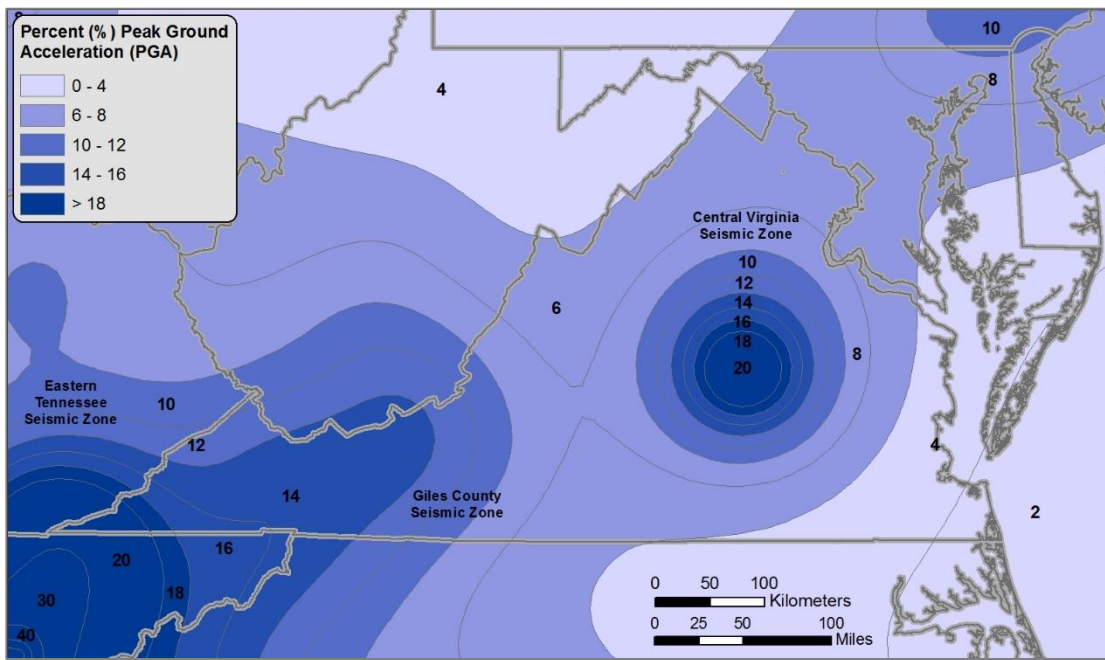 8
Percent (%) Peak Ground
Acceleration (PGA)
0 - 4
6 - 8
10 - 12
14 - 16
> 18
10
8
4
Central Virginia
Seismic Zone
10
12
14
16
18
20
8
6
Eastern
Tennessee
Seismic Zone
10
12
14
Giles County
Seismic Zone
4
2
16
20
18
30
40
0 50 100
Kilometers
0 25 50 100
Miles